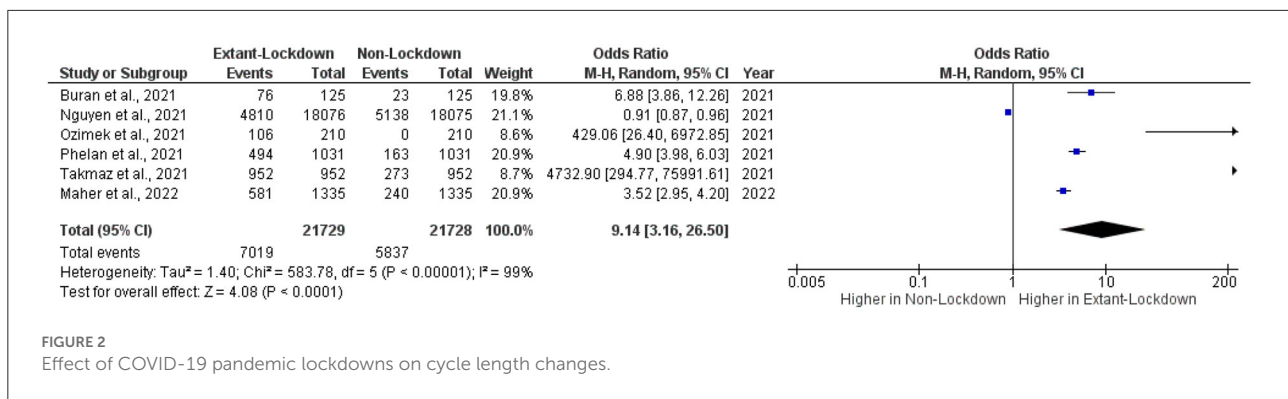 Extant-Lockdown Non-Lockdown Odds Ratio Odds Ratio
Study or Subgroup Events Total Events Total Weight M-H, Random, 95% CI Year M-H, Random, 95% CI
Buran et al., 2021 76 125 23 125 19.8% 6.88 [3.86, 12.26] 2021
Nguyen et al., 2021 4810 18076 5138 18075 21.1% 0.91 [0.87, 0.96] 2021
Ozimek et al., 2021 106 210 0 210 8.6% 429.06 [26.40, 6972.85] 2021
Phelan et al., 2021 494 1031 163 1031 20.9% 4.90 [3.98, 6.03] 2021
Takmaz et al., 2021 952 952 273 952 8.7% 4732.90 [294.77, 75991.61] 2021
Maher et al., 2022 581 1335 240 1335 20.9% 3.52 [2.95, 4.20] 2022
Total (95% CI) 21729 21728 100.0% 9.14 [3.16, 26.50]
Total events 7019 5837
Heterogeneity: Tau² = 1.40; Chi² = 583.78, df = 5 (P < 0.00001); I² = 99%
Test for overall effect: Z = 4.08 (P < 0.0001)
0.005 0.1 1 10 200
Higher in Non-Lockdown Higher in Extant-Lockdown
FIGURE 2
Effect of COVID-19 pandemic lockdowns on cycle length changes.